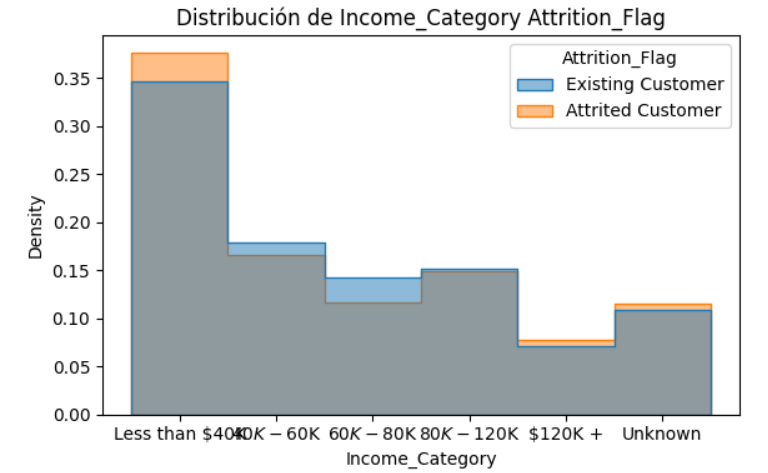 Distribución de Income_Category Attrition_Flag
Attrition_Flag
Existing Customer
Attrited Customer
Density
0.35
0.30
0.25
0.20
0.15
0.10
0.05
0.00
Less than $40K 40K − 60K 60K − 80K 80K − 120K $120K + Unknown
Income_Category